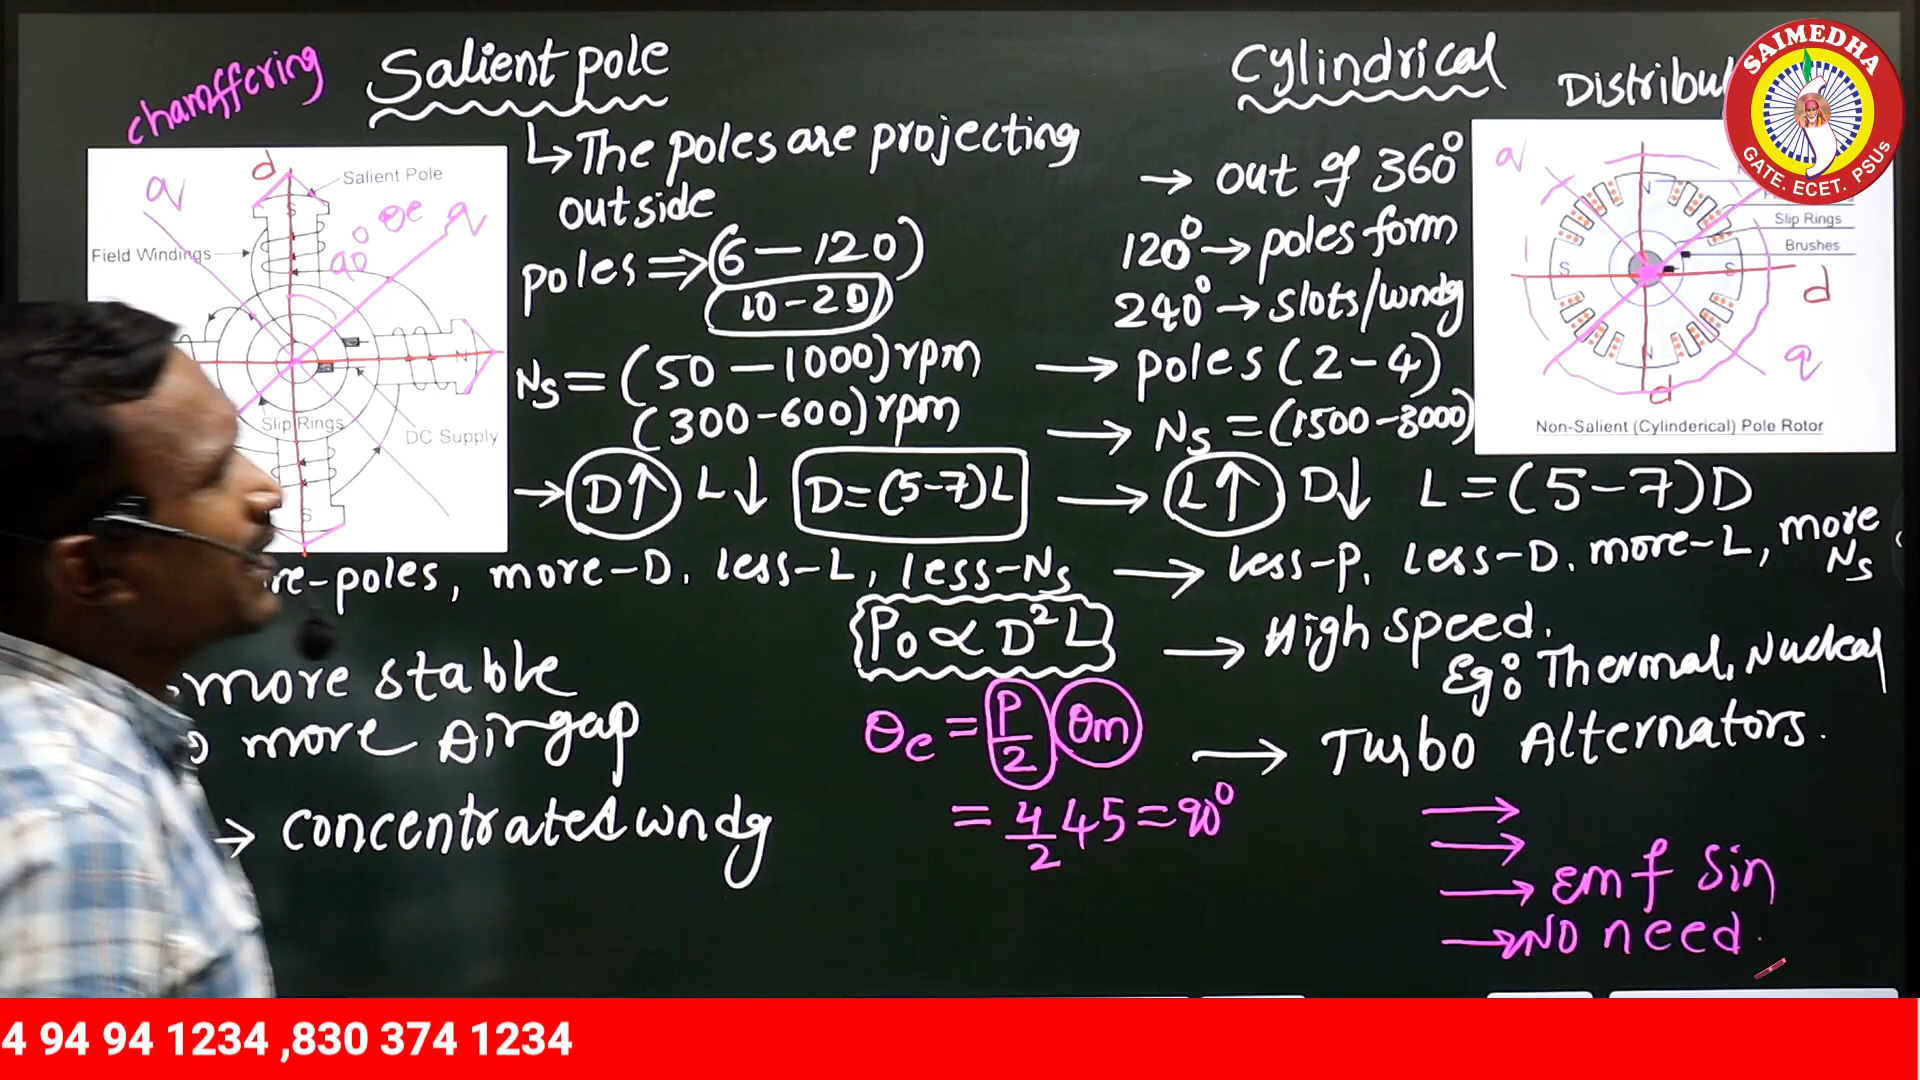 chamffering
Salient pole
↳ The poles are projecting
outside
poles ⇒ (6 – 120)
10 – 20
Ns = (50 – 1000) rpm
(300-600) rpm
→ D↑ L↓ D = (5-7)L
re-poles, more-D, less-L, less-Ns
P0 ∝ D² L
more stable
more Airgap
→ concentrated wndg
θe = P/2 θm
= 4/2 45 = 90°
Cylindrical
Distribu
→ out of 360°
120° → poles form
240° → slots/wndg
→ poles (2-4)
→ Ns = (1500-3000)
→ L↑ D↓ L = (5-7)D
→ less-P, less-D, more-L, more
Ns
→ High speed.
Eg: Thermal, Nuclear
→ Turbo Alternators.
→
→
→ emf sin
→ NO need.
q
d
Salient Pole
90° θe
q
Field Windings
S
N
Slip Rings
DC Supply
S
q
N
Slip Rings
Brushes
S
S
d
N
q
d
Non-Salient (Cylinderical) Pole Rotor
SAIMEDHA
GATE. ECET. PSUs
4 94 94 1234 ,830 374 1234